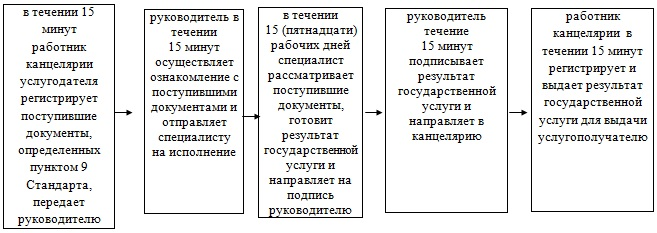 в течении 15
минут
работник
канцелярии
услугодателя
регистрирует
поступившие
документы,
определенных
пунктом 9
Стандарта,
передает
руководителю
руководитель в
течении
15 минут
осуществляет
ознакомление с
поступившими
документами и
отправляет
специалисту
на исполнение
в течении
15 (пятнадцати)
рабочих дней
специалист
рассматривает
поступившие
документы,
готовит
результат
государственной
услуги и
направляет на
подпись
руководителю
руководитель
течение
15 минут
подписывает
результат
государственной
услуги и
направляет в
канцелярию
работник
канцелярии в
течении 15 минут
регистрирует и
выдает результат
государственной
услуги для выдачи
услугополучателю